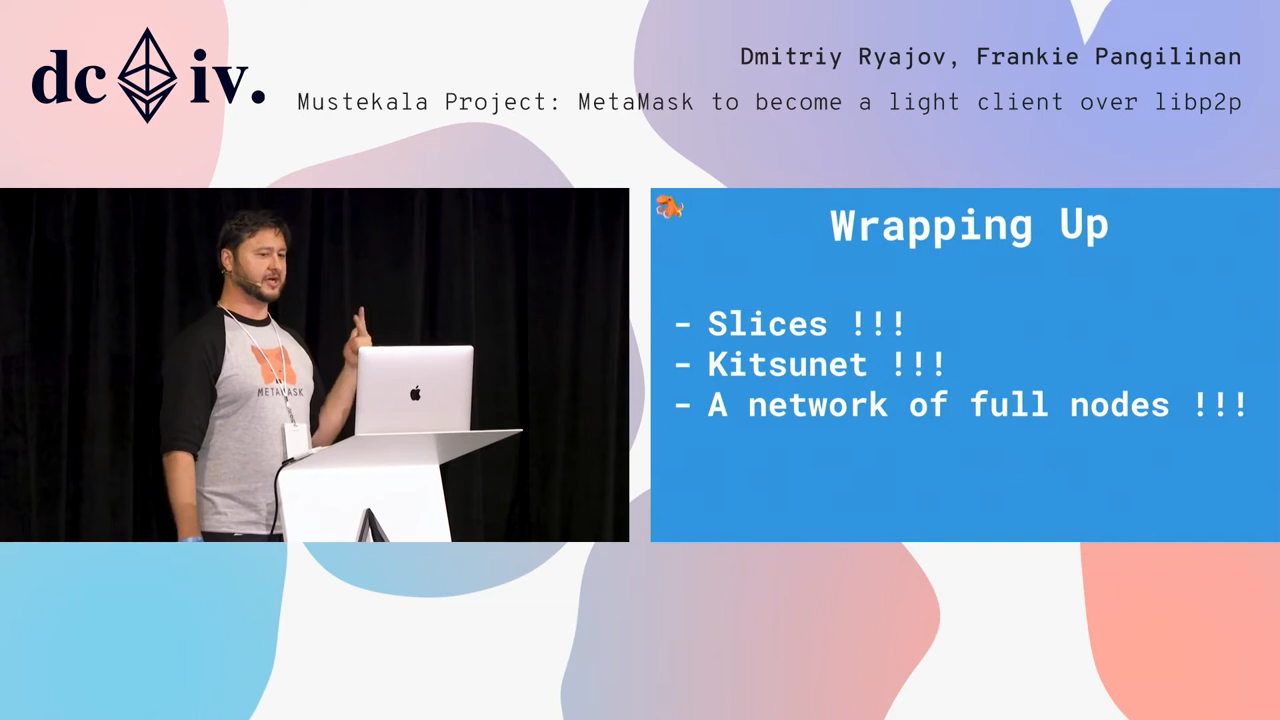 dc iv.
Dmitriy Ryajov, Frankie Pangilinan
Mustekala Project: MetaMask to become a light client over libp2p
METAMASK
Wrapping Up
- Slices !!!
- Kitsunet !!!
- A network of full nodes !!!